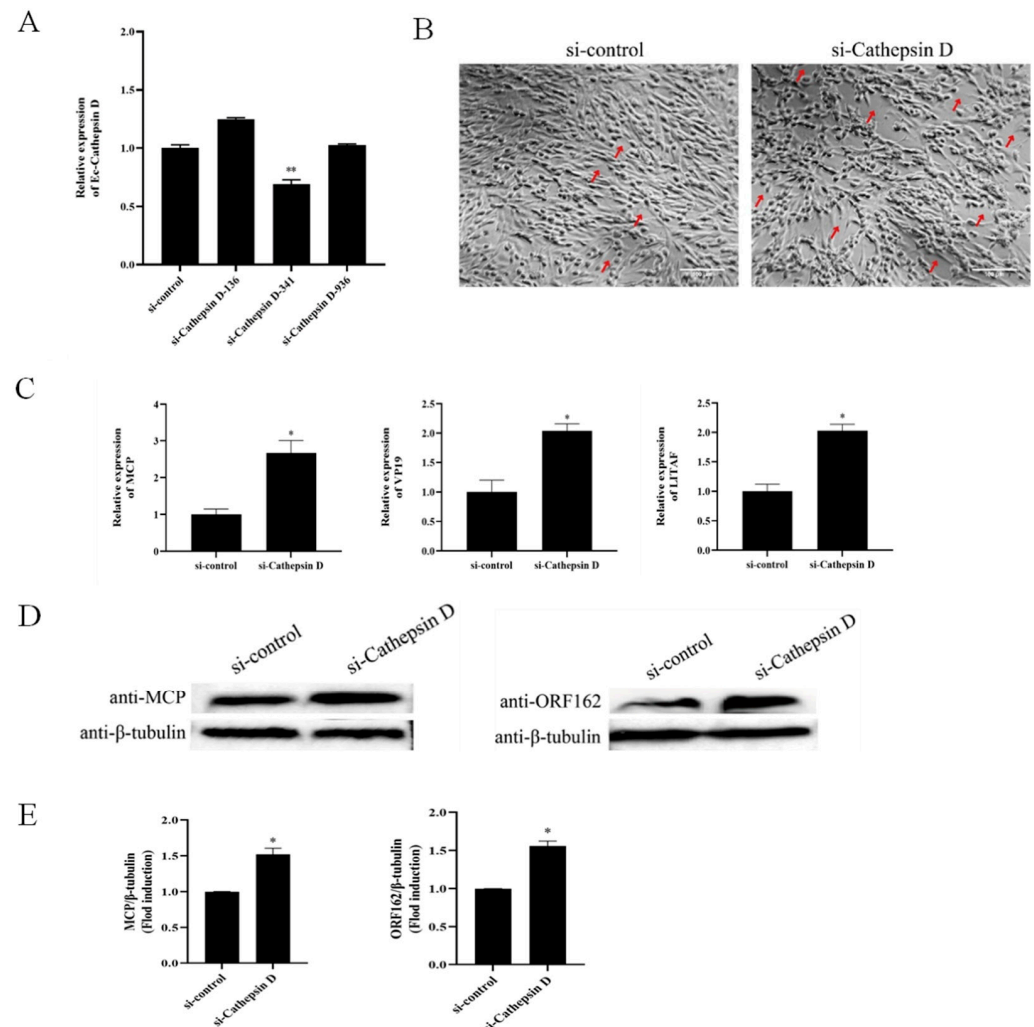 A
Relative expression
of Ec-Cathepsin D
2.0
1.5
1.0
0.5
0.0
**
si-control
si-Cathepsin D-136
si-Cathepsin D-341
si-Cathepsin D-936
B
si-control
si-Cathepsin D
C
Relative expression
of MCP
4
3
2
1
0
*
si-control
si-Cathepsin D
Relative expression
of VP19
2.5
2.0
1.5
1.0
0.5
0.0
*
si-control
si-Cathepsin D
Relative expression
of LITAF
2.5
2.0
1.5
1.0
0.5
0.0
*
si-control
si-Cathepsin D
D
si-control
si-Cathepsin D
anti-MCP
anti-β-tubulin
si-control
si-Cathepsin D
anti-ORF162
anti-β-tubulin
E
MCP/β-tubulin
(Flod induction)
2.0
1.5
1.0
0.5
0.0
*
si-control
si-Cathepsin D
ORF162/β-tubulin
(Flod induction)
2.0
1.5
1.0
0.5
0.0
*
si-control
si-Cathepsin D